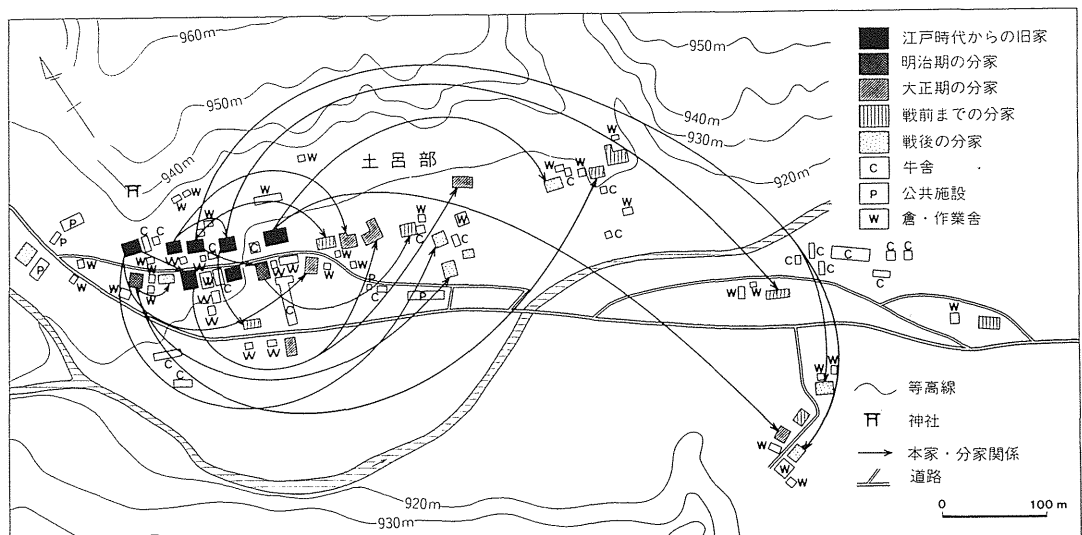 960m
950m
940m
950m
940m
930m
920m
土呂部
920m
930m
江戸時代からの旧家
明治期の分家
大正期の分家
戦前までの分家
戦後の分家
C 牛舎
P 公共施設
W 倉・作業舎
等高線
神社
本家・分家関係
道路
0 100m